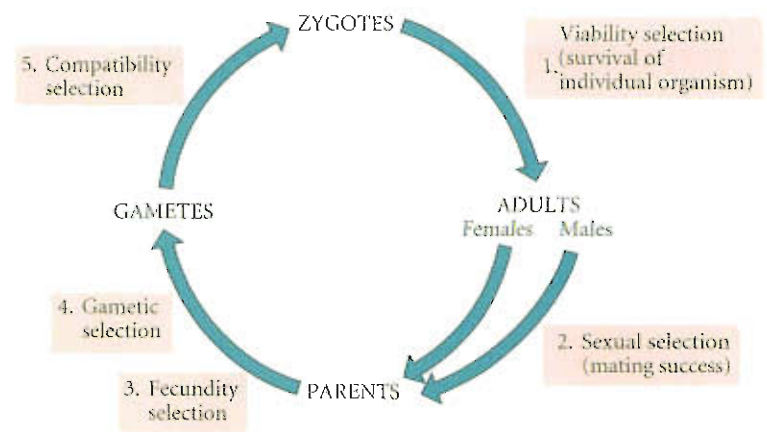 ZYGOTES
Viability selection
1. (survival of
individual organism)
5. Compatibility
selection
GAMETES
ADULTS
Females Males
4. Gametic
selection
2. Sexual selection
(mating success)
3. Fecundity
selection
PARENTS